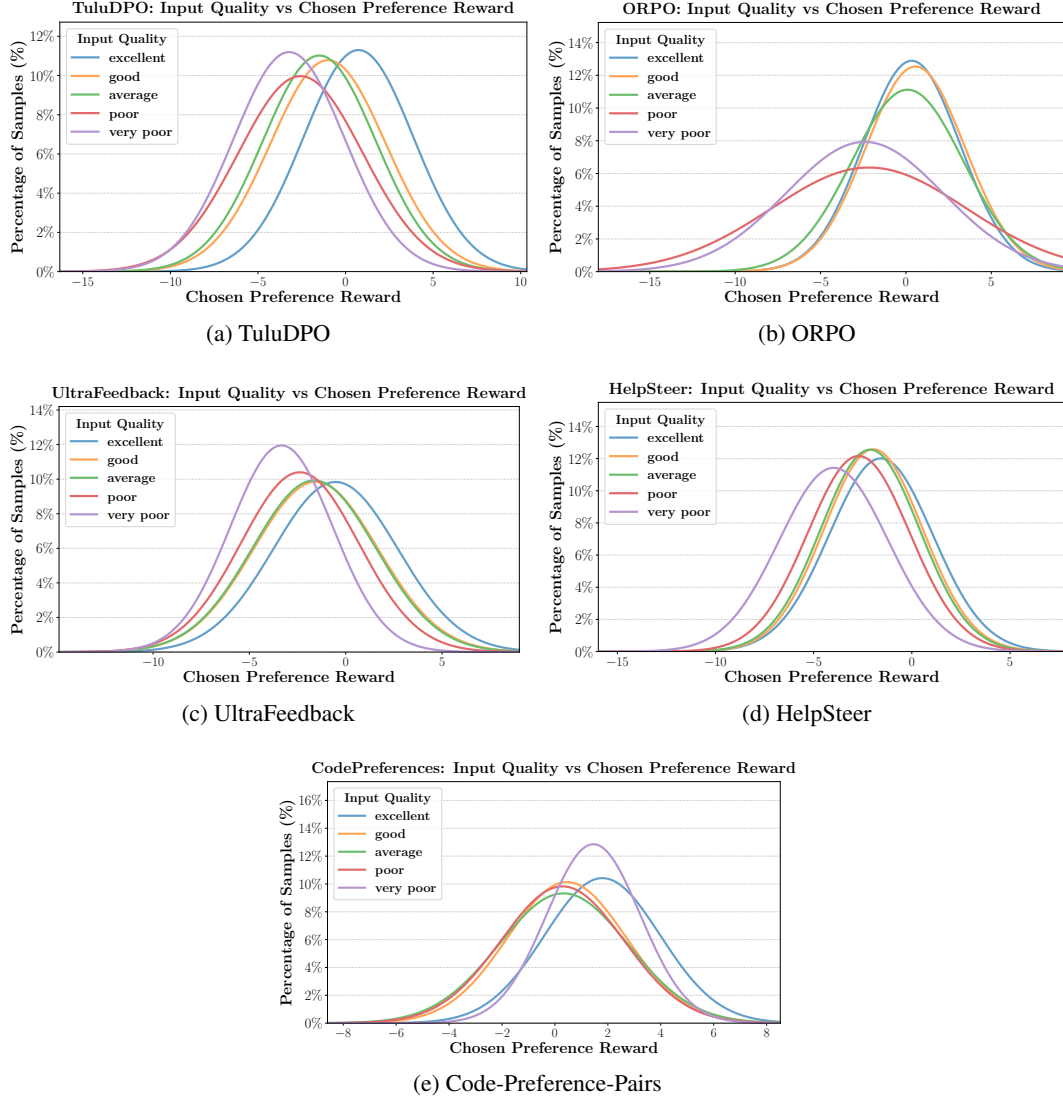 TuluDPO: Input Quality vs Chosen Preference Reward
Percentage of Samples (%)
12%
10%
8%
6%
4%
2%
0%
Input Quality
excellent
good
average
poor
very poor
−15
−10
−5
0
5
10
Chosen Preference Reward
(a) TuluDPO
ORPO: Input Quality vs Chosen Preference Reward
Percentage of Samples (%)
14%
12%
10%
8%
6%
4%
2%
0%
Input Quality
excellent
good
average
poor
very poor
−15
−10
−5
0
5
Chosen Preference Reward
(b) ORPO
UltraFeedback: Input Quality vs Chosen Preference Reward
Percentage of Samples (%)
14%
12%
10%
8%
6%
4%
2%
0%
Input Quality
excellent
good
average
poor
very poor
−10
−5
0
5
Chosen Preference Reward
(c) UltraFeedback
HelpSteer: Input Quality vs Chosen Preference Reward
Percentage of Samples (%)
14%
12%
10%
8%
6%
4%
2%
0%
Input Quality
excellent
good
average
poor
very poor
−15
−10
−5
0
5
Chosen Preference Reward
(d) HelpSteer
CodePreferences: Input Quality vs Chosen Preference Reward
Percentage of Samples (%)
16%
14%
12%
10%
8%
6%
4%
2%
0%
Input Quality
excellent
good
average
poor
very poor
−8
−6
−4
−2
0
2
4
6
8
Chosen Preference Reward
(e) Code-Preference-Pairs